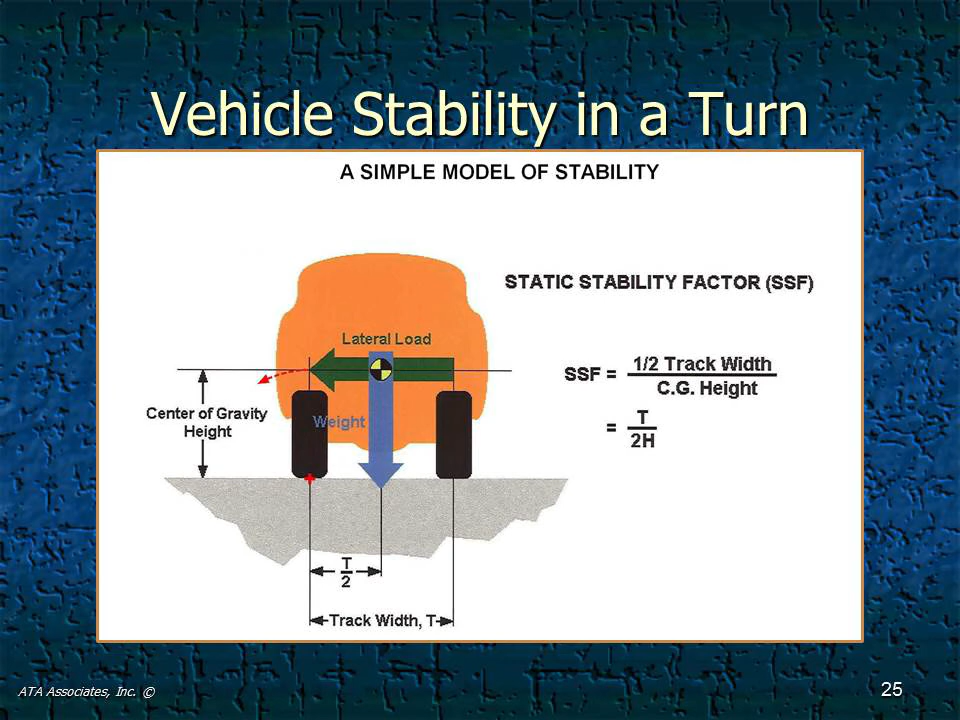 Vehicle Stability in a Turn
A SIMPLE MODEL OF STABILITY
STATIC STABILITY FACTOR (SSF)
Lateral Load
SSF = 1/2 Track Width
C.G. Height
Center of Gravity
Height
Weight
= T
2H
T
2
Track Width, T
ATA Associates, Inc. ©
25